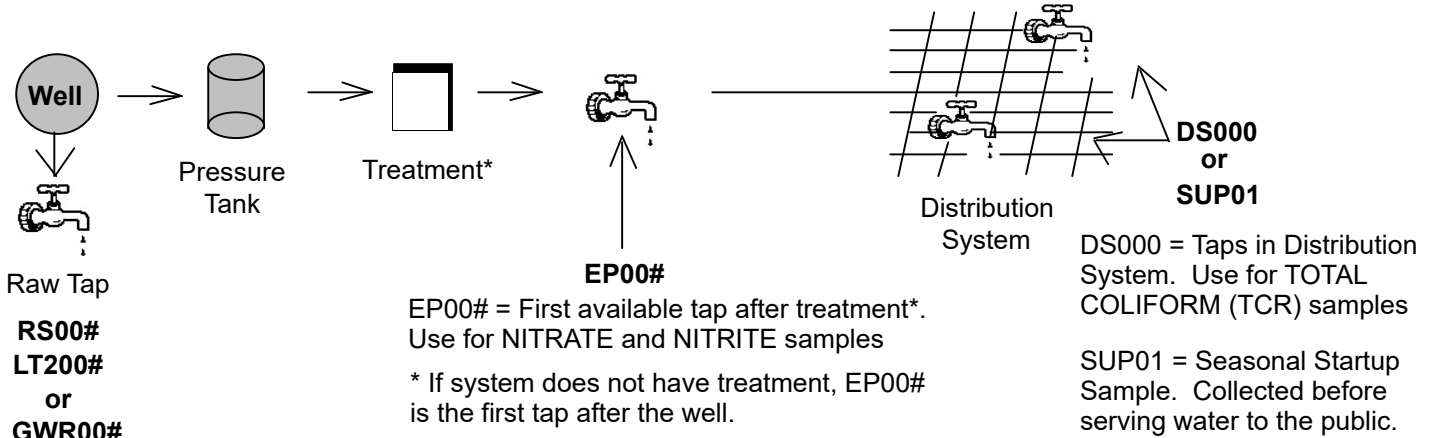 Well
Raw Tap
RS00#
LT200#
or
GWR00#
Pressure
Tank
Treatment*
EP00#
EP00# = First available tap after treatment*.
Use for NITRATE and NITRITE samples
* If system does not have treatment, EP00#
is the first tap after the well.
Distribution
System
DS000
or
SUP01
DS000 = Taps in Distribution
System.  Use for TOTAL
COLIFORM (TCR) samples
SUP01 = Seasonal Startup
Sample.  Collected before
serving water to the public.